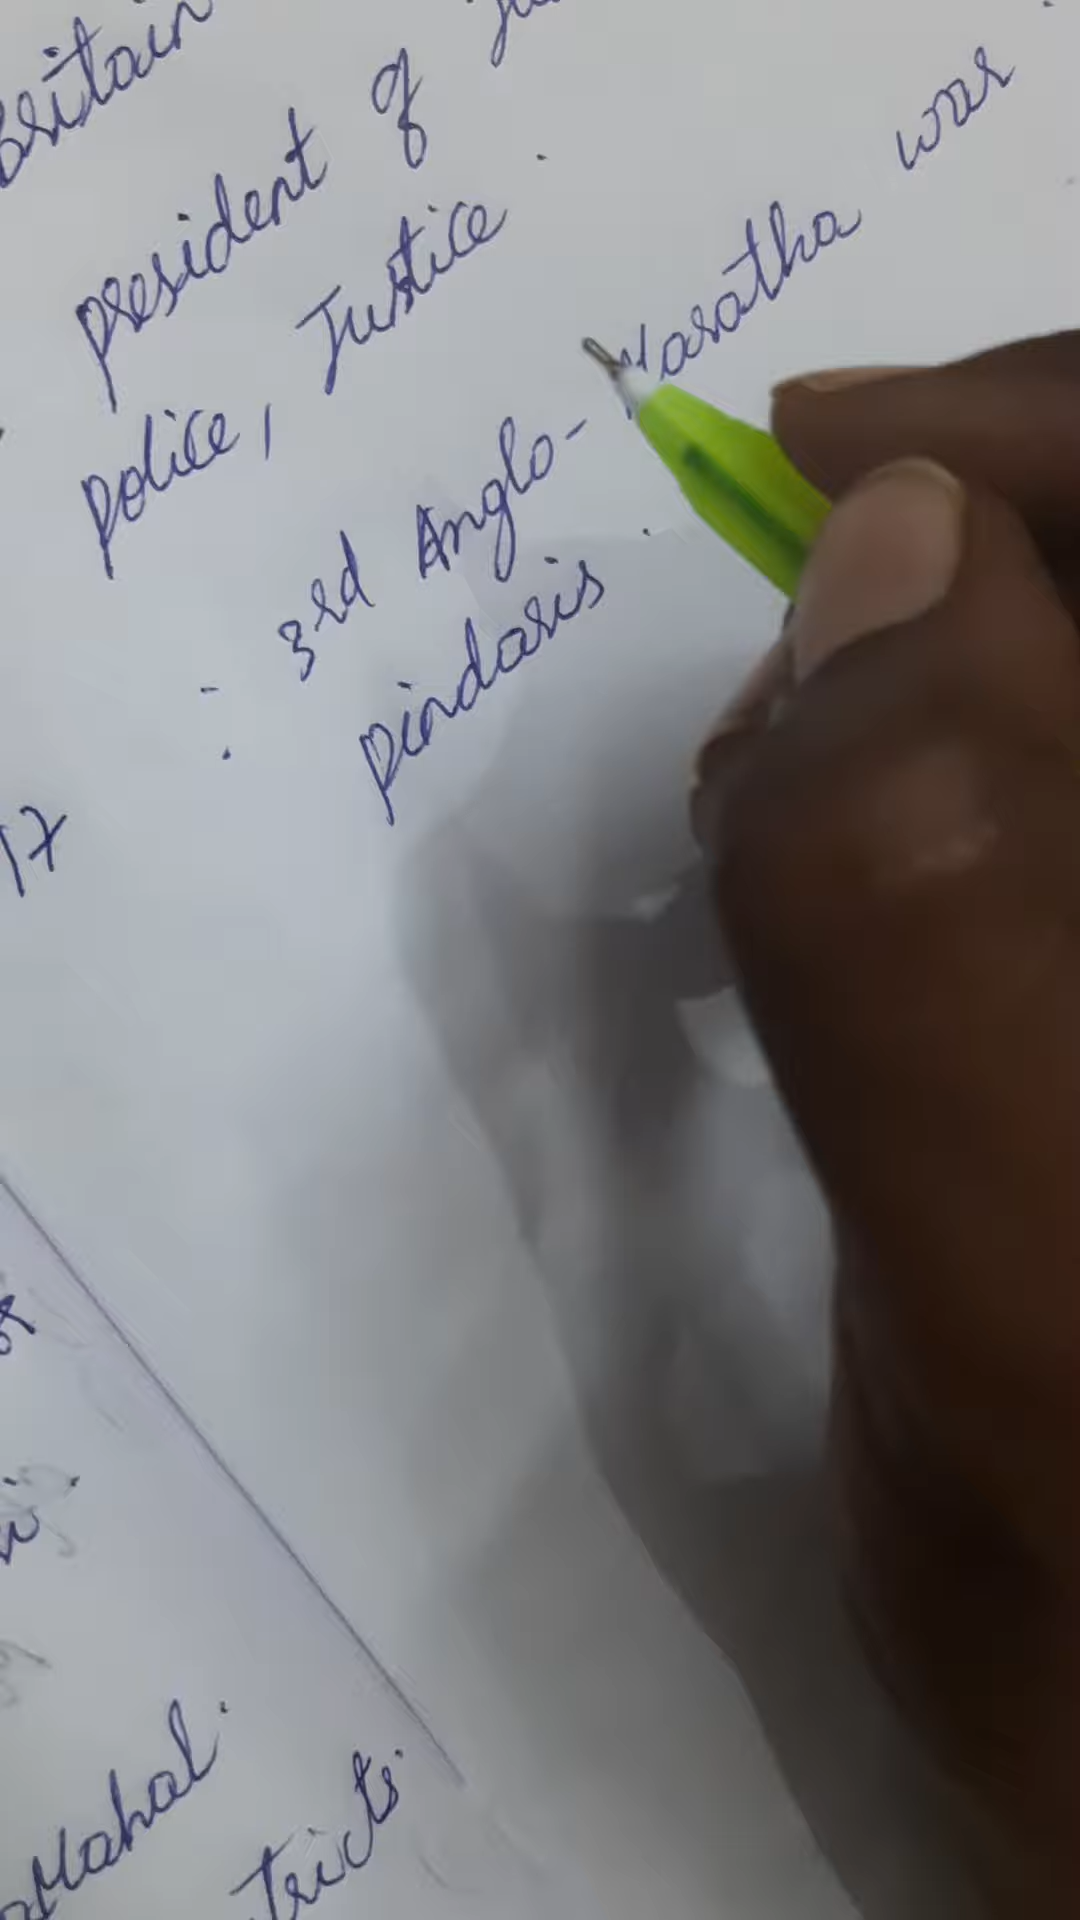 Britain
president of
police, Justice.
17 : 3rd Anglo-Maratha war
pindaris.
Mahal.
tricts.